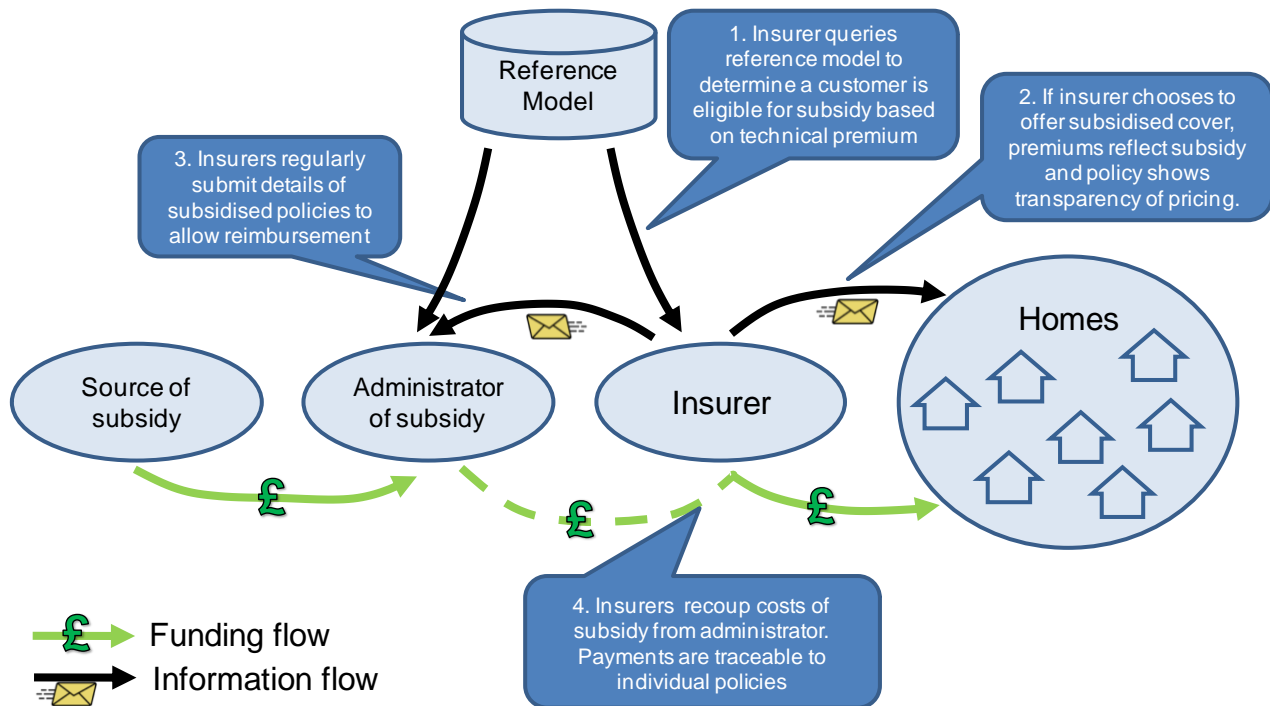 Reference
Model
1. Insurer queries
reference model to
determine a customer is
eligible for subsidy based
on technical premium
2. If insurer chooses to
offer subsidised cover,
premiums reflect subsidy
and policy shows
transparency of pricing.
3. Insurers regularly
submit details of
subsidised policies to
allow reimbursement
Homes
Source of
subsidy
Administrator
of subsidy
Insurer
£
£
£
4. Insurers recoup costs of
subsidy from administrator.
Payments are traceable to
individual policies
£ Funding flow
Information flow